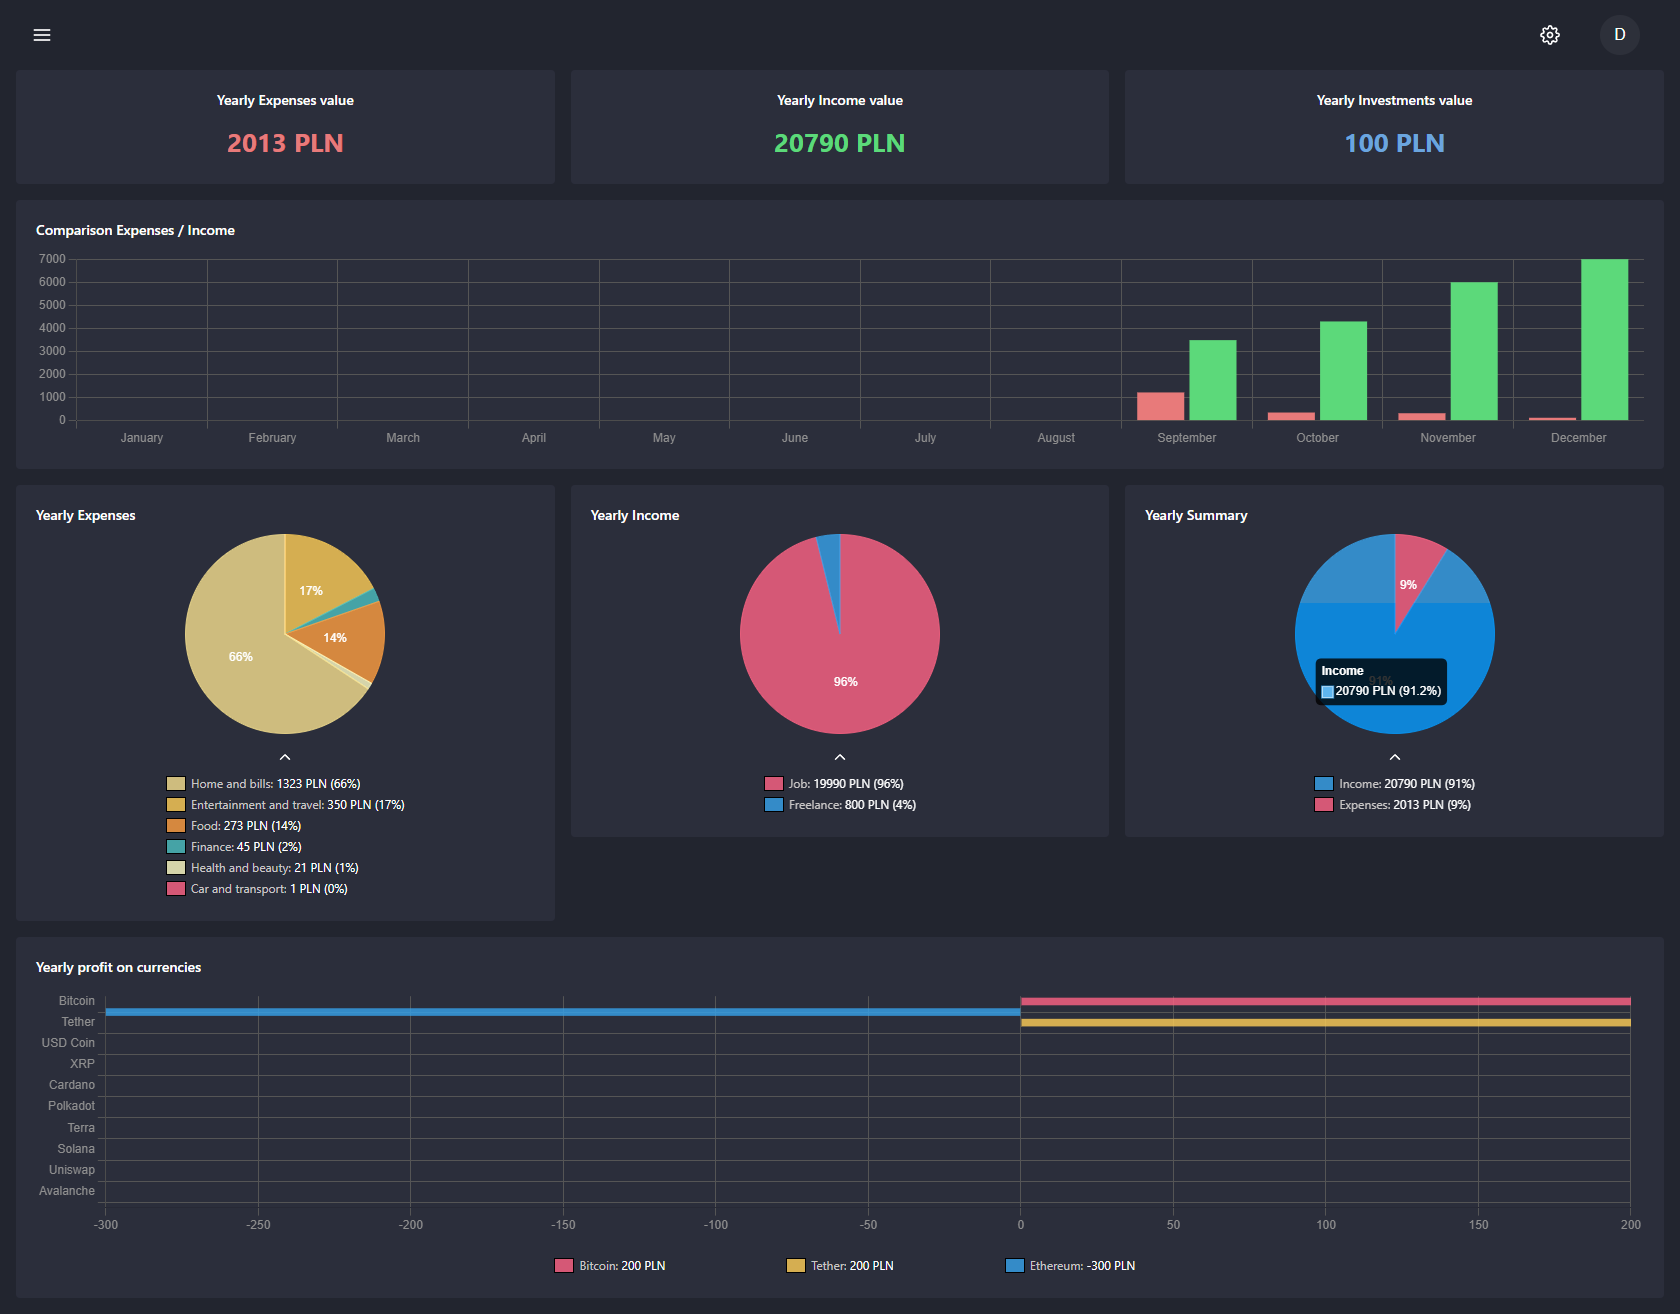 D
Yearly Expenses value
2013 PLN
Yearly Income value
20790 PLN
Yearly Investments value
100 PLN
Comparison Expenses / Income
7000
6000
5000
4000
3000
2000
1000
0
January February March April May June July August September October November December
Yearly Expenses
17%
14%
66%
Home and bills: 1323 PLN (66%)
Entertainment and travel: 350 PLN (17%)
Food: 273 PLN (14%)
Finance: 45 PLN (2%)
Health and beauty: 21 PLN (1%)
Car and transport: 1 PLN (0%)
Yearly Income
96%
Job: 19990 PLN (96%)
Freelance: 800 PLN (4%)
Yearly Summary
9%
Income
91%
20790 PLN (91.2%)
Income: 20790 PLN (91%)
Expenses: 2013 PLN (9%)
Yearly profit on currencies
Bitcoin
Tether
USD Coin
XRP
Cardano
Polkadot
Terra
Solana
Uniswap
Avalanche
-300 -250 -200 -150 -100 -50 0 50 100 150 200
Bitcoin: 200 PLN Tether: 200 PLN Ethereum: -300 PLN